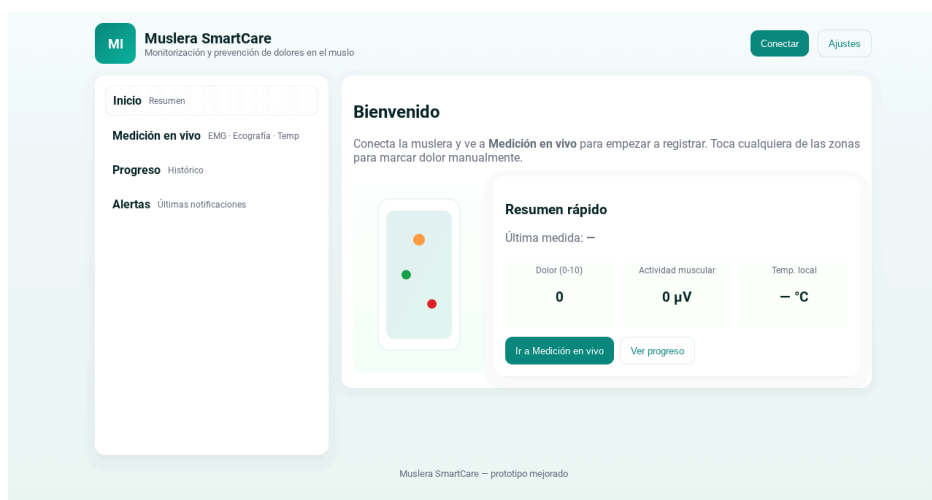 MI
Muslera SmartCare
Monitorización y prevención de dolores en el muslo
Conectar
Ajustes
Inicio Resumen
Medición en vivo EMG · Ecografía · Temp
Progreso Histórico
Alertas Últimas notificaciones
Bienvenido
Conecta la muslera y ve a Medición en vivo para empezar a registrar. Toca cualquiera de las zonas
para marcar dolor manualmente.
Resumen rápido
Última medida: —
Dolor (0-10)
0
Actividad muscular
0 µV
Temp. local
— °C
Ir a Medición en vivo
Ver progreso
Muslera SmartCare — prototipo mejorado